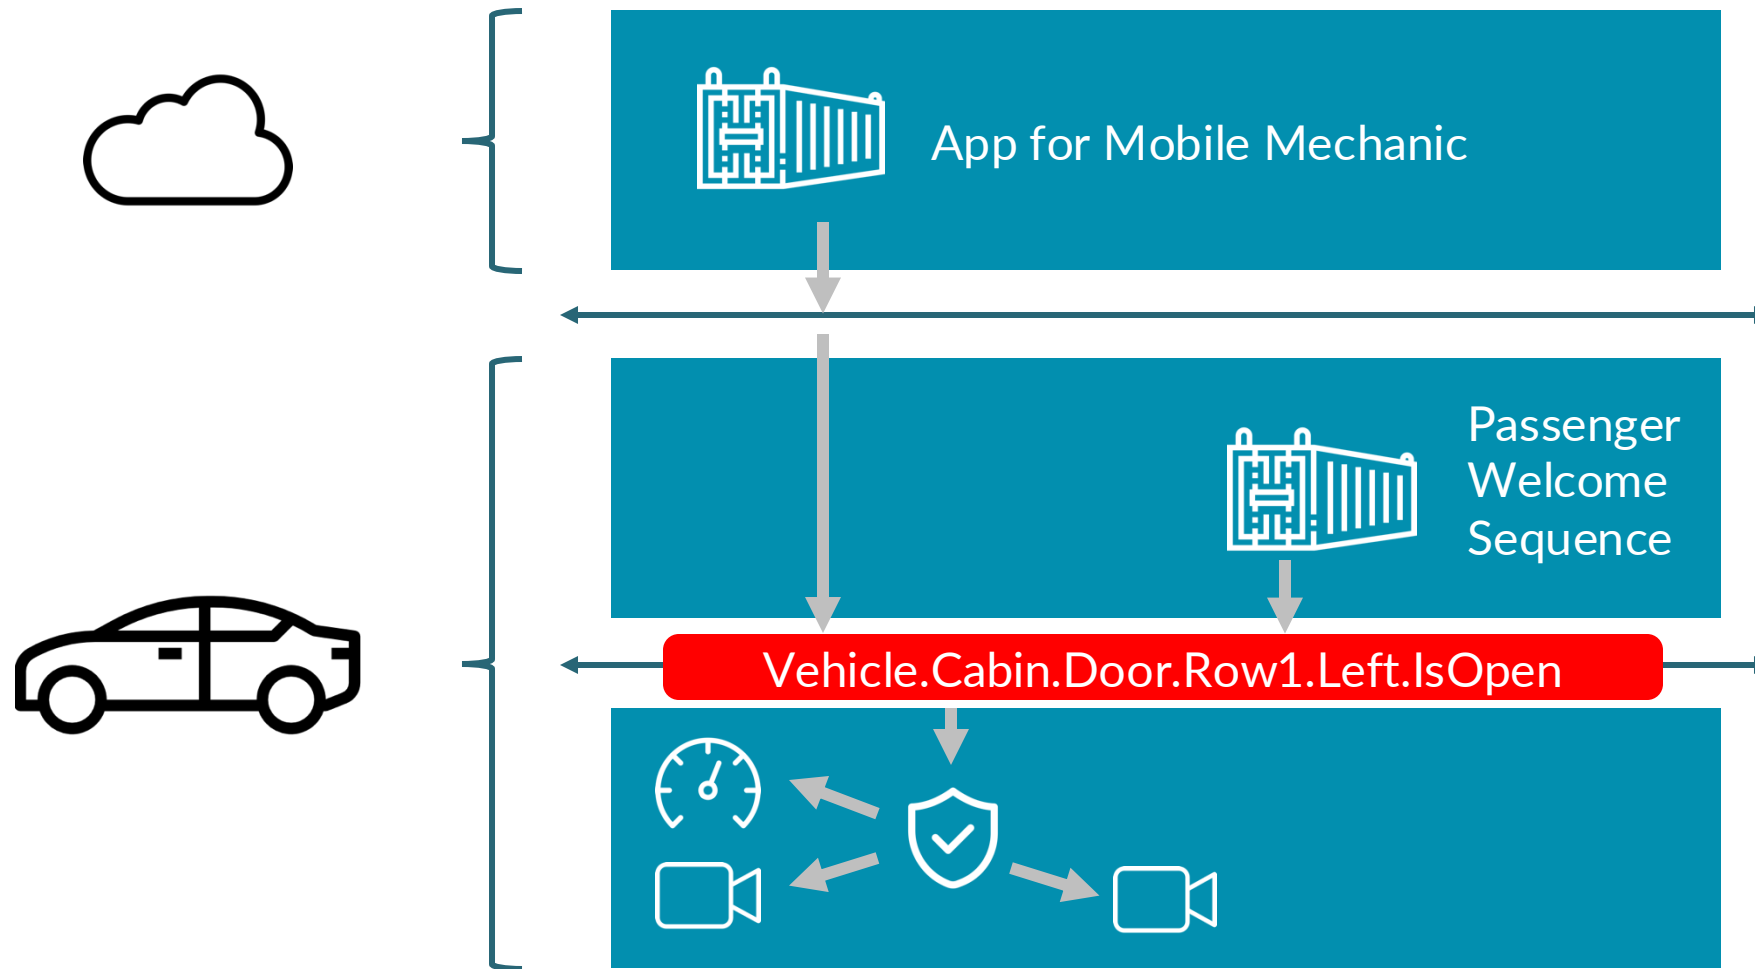 App for Mobile Mechanic
Passenger
Welcome
Sequence
Vehicle.Cabin.Door.Row1.Left.IsOpen